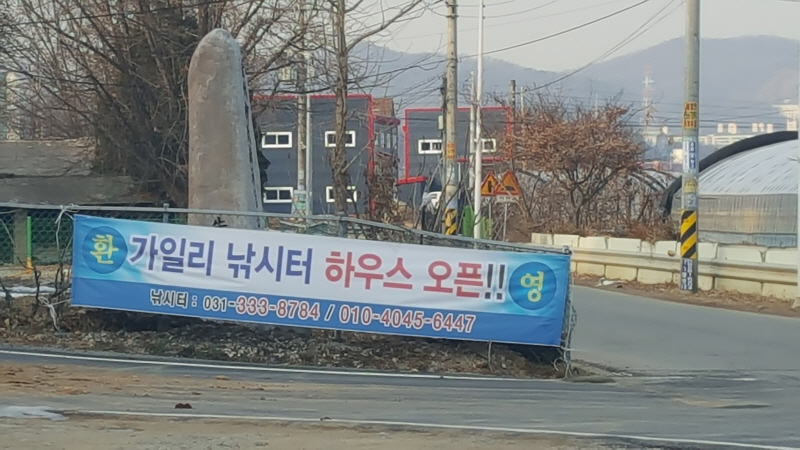 환 가일리 낚시터 하우스 오픈!! 영
낚시터 : 031-333-8784 / 010-4045-6447